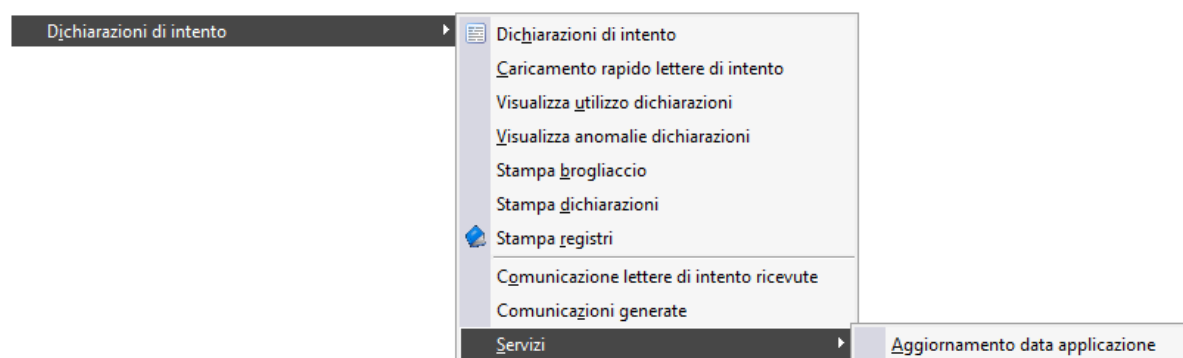 Dichiarazioni di intento
Dichiarazioni di intento
Caricamento rapido lettere di intento
Visualizza utilizzo dichiarazioni
Visualizza anomalie dichiarazioni
Stampa brogliaccio
Stampa dichiarazioni
Stampa registri
Comunicazione lettere di intento ricevute
Comunicazioni generate
Servizi
Aggiornamento data applicazione